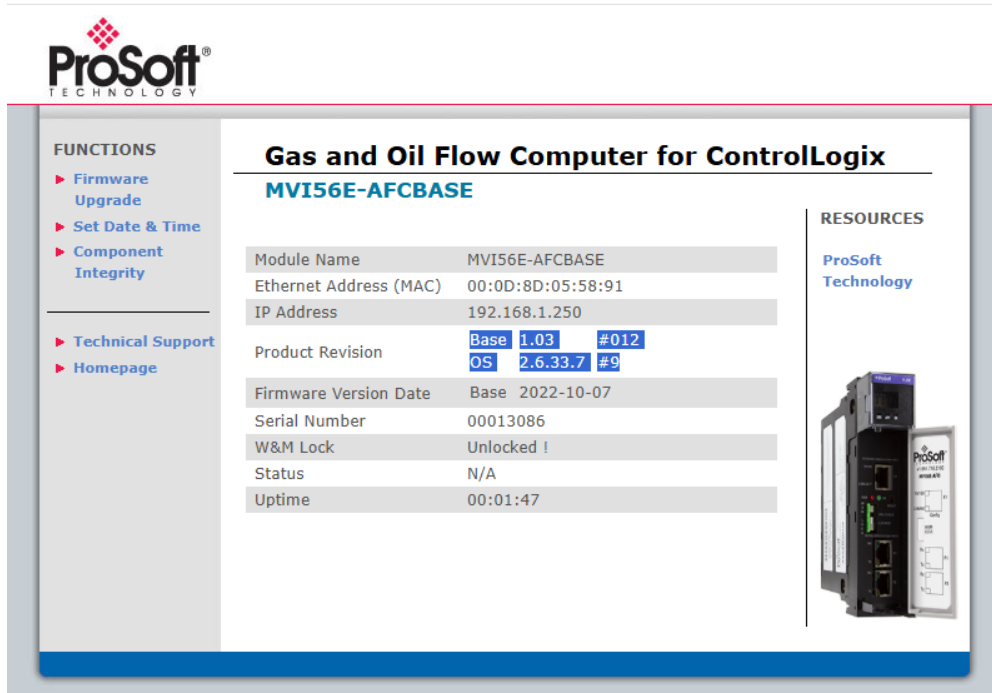 ProSoft®
TECHNOLOGY
FUNCTIONS
Firmware
Upgrade
Set Date & Time
Component
Integrity
Technical Support
Homepage
Gas and Oil Flow Computer for ControlLogix
MVI56E-AFCBASE
Module Name MVI56E-AFCBASE
Ethernet Address (MAC) 00:0D:8D:05:58:91
IP Address 192.168.1.250
Product Revision
Base 1.03 #012
OS 2.6.33.7 #9
Firmware Version Date Base 2022-10-07
Serial Number 00013086
W&M Lock Unlocked !
Status N/A
Uptime 00:01:47
RESOURCES
ProSoft
Technology
ProSoft